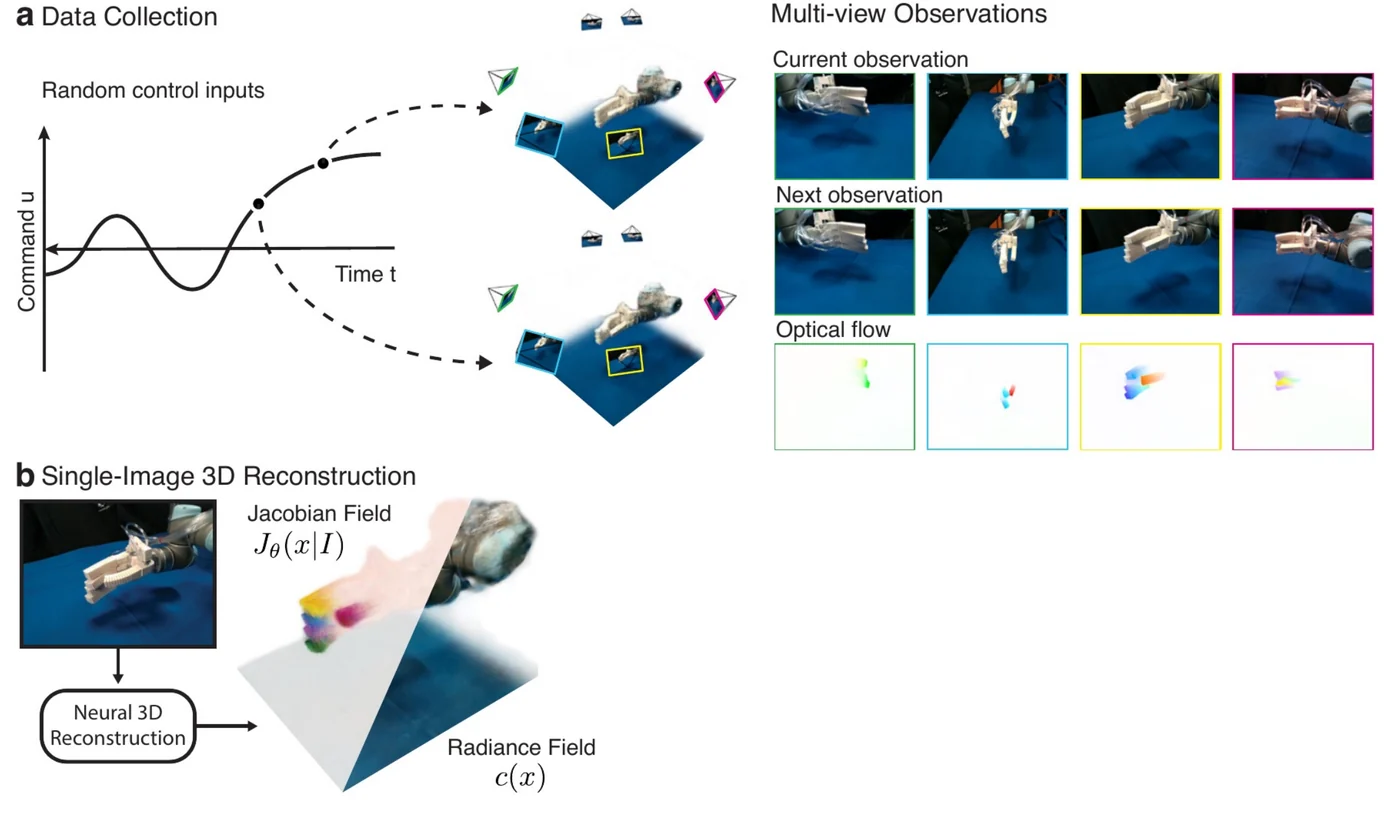 a Data Collection
Random control inputs
Command u
Time t
Multi-view Observations
Current observation
Next observation
Optical flow
b Single-Image 3D Reconstruction
Jacobian Field
J_θ(x|I)
Neural 3D
Reconstruction
Radiance Field
c(x)